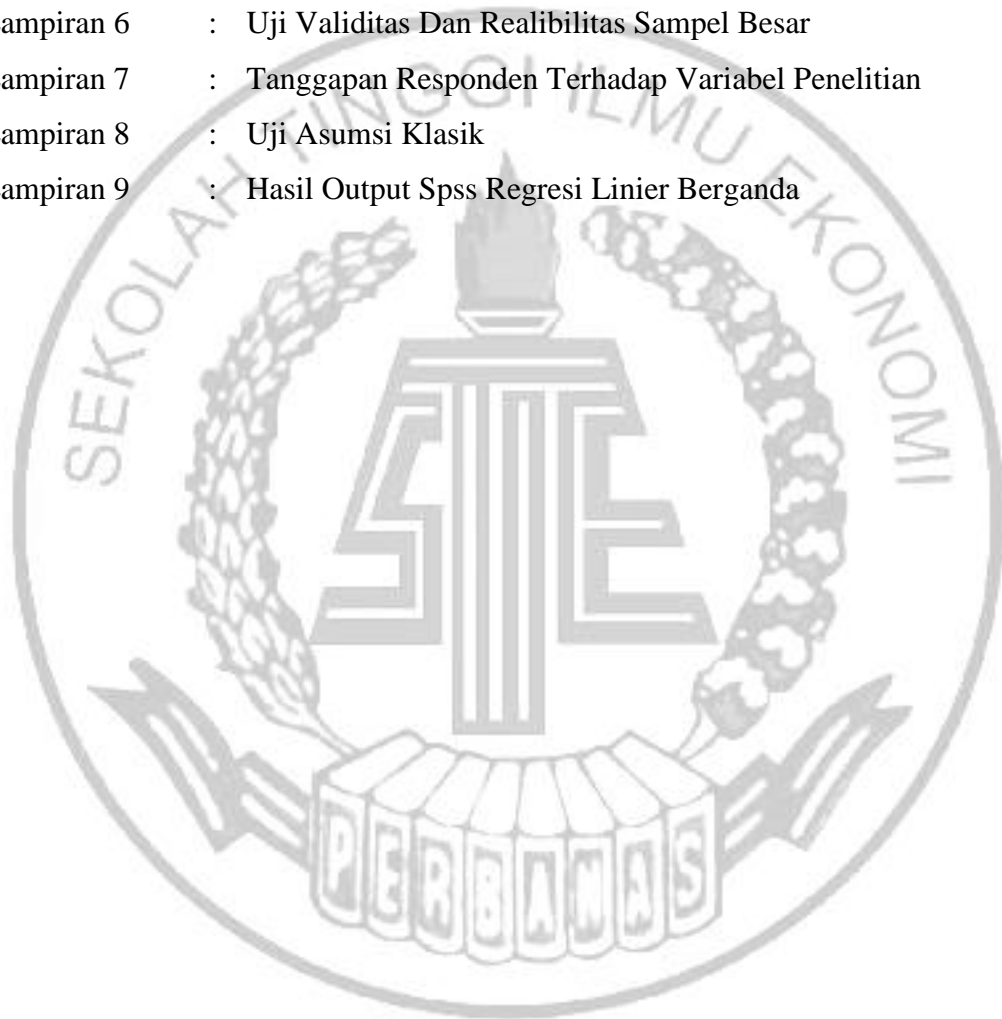 ampiran 6 : Uji Validitas Dan Realibilitas Sampel Besar
ampiran 7 : Tanggapan Responden Terhadap Variabel Penelitian
ampiran 8 : Uji Asumsi Klasik
ampiran 9 : Hasil Output Spss Regresi Linier Berganda
SEKOLAH TINGGI ILMU EKONOMI
STIE
PERBANAS